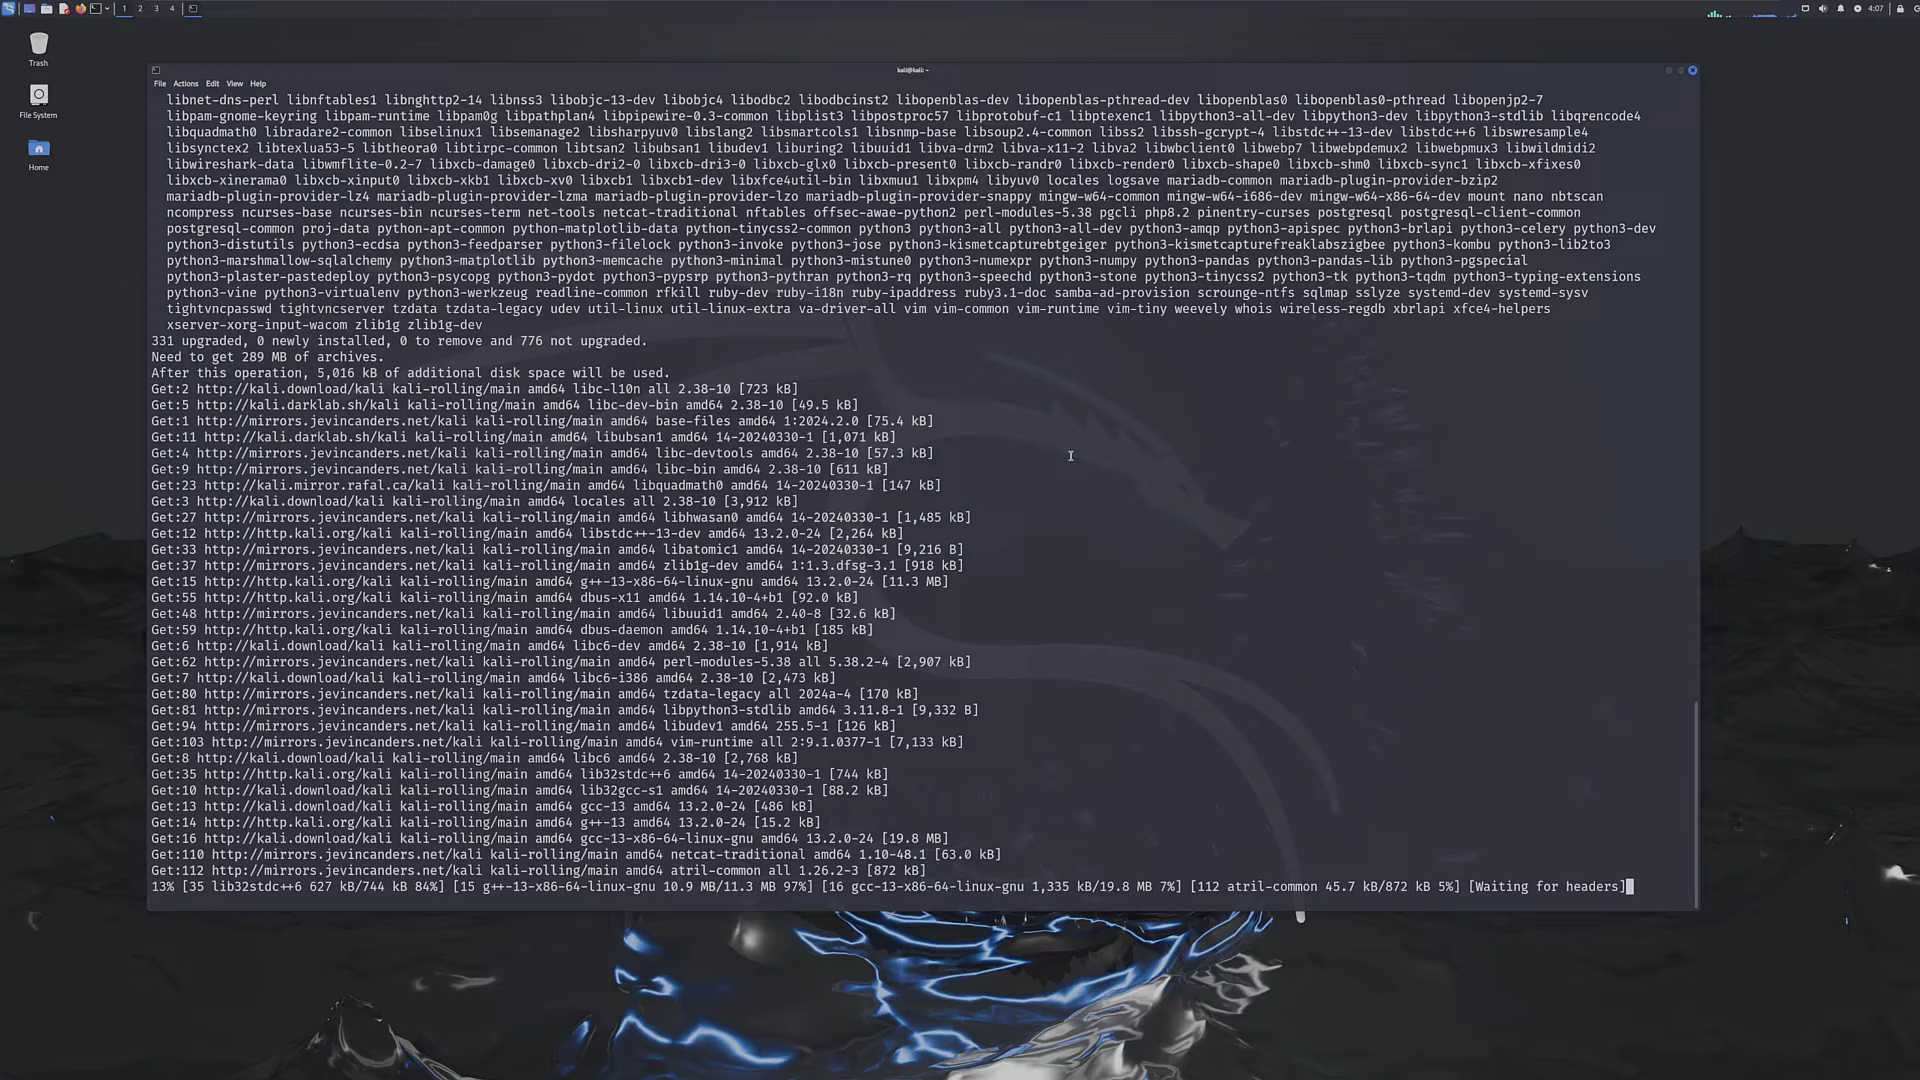 1 2 3 4
4:07
Trash
File System
Home
kali@kali: ~
File Actions Edit View Help
libnet-dns-perl libnftables1 libnghttp2-14 libnss3 libobjc-13-dev libobjc4 libodbc2 libodbcinst2 libopenblas-dev libopenblas-pthread-dev libopenblas0 libopenblas0-pthread libopenjp2-7
libpam-gnome-keyring libpam-runtime libpam0g libpathplan4 libpipewire-0.3-common libplist3 libpostproc57 libprotobuf-c1 libptexenc1 libpython3-all-dev libpython3-dev libpython3-stdlib libqrencode4
libquadmath0 libradare2-common libselinux1 libsemanage2 libsharpyuv0 libslang2 libsmartcols1 libsnmp-base libsoup2.4-common libss2 libssh-gcrypt-4 libstdc++-13-dev libstdc++6 libswresample4
libsynctex2 libtexlua53-5 libtheora0 libtirpc-common libtsan2 libubsan1 libudev1 liburing2 libuuid1 libva-drm2 libva-x11-2 libva2 libwbclient0 libwebp7 libwebpdemux2 libwebpmux3 libwildmidi2
libwireshark-data libwmflite-0.2-7 libxcb-damage0 libxcb-dri2-0 libxcb-dri3-0 libxcb-glx0 libxcb-present0 libxcb-randr0 libxcb-render0 libxcb-shape0 libxcb-shm0 libxcb-sync1 libxcb-xfixes0
libxcb-xinerama0 libxcb-xinput0 libxcb-xkb1 libxcb-xv0 libxcb1 libxcb1-dev libxfce4util-bin libxmuu1 libxpm4 libyuv0 locales logsave mariadb-common mariadb-plugin-provider-bzip2
mariadb-plugin-provider-lz4 mariadb-plugin-provider-lzma mariadb-plugin-provider-lzo mariadb-plugin-provider-snappy mingw-w64-common mingw-w64-i686-dev mingw-w64-x86-64-dev mount nano nbtscan
ncompress ncurses-base ncurses-bin ncurses-term net-tools netcat-traditional nftables offsec-awae-python2 perl-modules-5.38 pgcli php8.2 pinentry-curses postgresql postgresql-client-common
postgresql-common proj-data python-apt-common python-matplotlib-data python-tinycss2-common python3 python3-all python3-all-dev python3-amqp python3-apispec python3-brlapi python3-celery python3-dev
python3-distutils python3-ecdsa python3-feedparser python3-filelock python3-invoke python3-jose python3-kismetcapturebtgeiger python3-kismetcapturefreaklabszigbee python3-kombu python3-lib2to3
python3-marshmallow-sqlalchemy python3-matplotlib python3-memcache python3-minimal python3-mistune0 python3-numexpr python3-numpy python3-pandas python3-pandas-lib python3-pgspecial
python3-plaster-pastedeploy python3-psycopg python3-pydot python3-pypsrp python3-pythran python3-rq python3-speechd python3-stone python3-tinycss2 python3-tk python3-tqdm python3-typing-extensions
python3-vine python3-virtualenv python3-werkzeug readline-common rfkill ruby-dev ruby-i18n ruby-ipaddress ruby3.1-doc samba-ad-provision scrounge-ntfs sqlmap sslyze systemd-dev systemd-sysv
tightvncpasswd tightvncserver tzdata tzdata-legacy udev util-linux util-linux-extra va-driver-all vim vim-common vim-runtime vim-tiny weevely whois wireless-regdb xbrlapi xfce4-helpers
xserver-xorg-input-wacom zlib1g zlib1g-dev
331 upgraded, 0 newly installed, 0 to remove and 776 not upgraded.
Need to get 289 MB of archives.
After this operation, 5,016 kB of additional disk space will be used.
Get:2 http://kali.download/kali kali-rolling/main amd64 libc-l10n all 2.38-10 [723 kB]
Get:5 http://kali.darklab.sh/kali kali-rolling/main amd64 libc-dev-bin amd64 2.38-10 [49.5 kB]
Get:1 http://mirrors.jevincanders.net/kali kali-rolling/main amd64 base-files amd64 1:2024.2.0 [75.4 kB]
Get:11 http://kali.darklab.sh/kali kali-rolling/main amd64 libubsan1 amd64 14-20240330-1 [1,071 kB]
Get:4 http://mirrors.jevincanders.net/kali kali-rolling/main amd64 libc-devtools amd64 2.38-10 [57.3 kB]
Get:9 http://mirrors.jevincanders.net/kali kali-rolling/main amd64 libc-bin amd64 2.38-10 [611 kB]
Get:23 http://kali.mirror.rafal.ca/kali kali-rolling/main amd64 libquadmath0 amd64 14-20240330-1 [147 kB]
Get:3 http://kali.download/kali kali-rolling/main amd64 locales all 2.38-10 [3,912 kB]
Get:27 http://mirrors.jevincanders.net/kali kali-rolling/main amd64 libhwasan0 amd64 14-20240330-1 [1,485 kB]
Get:12 http://http.kali.org/kali kali-rolling/main amd64 libstdc++-13-dev amd64 13.2.0-24 [2,264 kB]
Get:33 http://mirrors.jevincanders.net/kali kali-rolling/main amd64 libatomic1 amd64 14-20240330-1 [9,216 B]
Get:37 http://mirrors.jevincanders.net/kali kali-rolling/main amd64 zlib1g-dev amd64 1:1.3.dfsg-3.1 [918 kB]
Get:15 http://http.kali.org/kali kali-rolling/main amd64 g++-13-x86-64-linux-gnu amd64 13.2.0-24 [11.3 MB]
Get:55 http://kali.download/kali kali-rolling/main amd64 dbus-x11 amd64 1.14.10-4+b1 [92.0 kB]
Get:48 http://mirrors.jevincanders.net/kali kali-rolling/main amd64 libuuid1 amd64 2.40-8 [32.6 kB]
Get:59 http://http.kali.org/kali kali-rolling/main amd64 dbus-daemon amd64 1.14.10-4+b1 [185 kB]
Get:6 http://kali.download/kali kali-rolling/main amd64 libc6-dev amd64 2.38-10 [1,914 kB]
Get:62 http://mirrors.jevincanders.net/kali kali-rolling/main amd64 perl-modules-5.38 all 5.38.2-4 [2,907 kB]
Get:7 http://kali.download/kali kali-rolling/main amd64 libc6-i386 amd64 2.38-10 [2,473 kB]
Get:80 http://mirrors.jevincanders.net/kali kali-rolling/main amd64 tzdata-legacy all 2024a-4 [170 kB]
Get:81 http://mirrors.jevincanders.net/kali kali-rolling/main amd64 libpython3-stdlib amd64 3.11.8-1 [9,332 B]
Get:94 http://mirrors.jevincanders.net/kali kali-rolling/main amd64 libudev1 amd64 255.5-1 [126 kB]
Get:103 http://mirrors.jevincanders.net/kali kali-rolling/main amd64 vim-runtime all 2:9.1.0377-1 [7,133 kB]
Get:8 http://kali.download/kali kali-rolling/main amd64 libc6 amd64 2.38-10 [2,768 kB]
Get:35 http://http.kali.org/kali kali-rolling/main amd64 lib32stdc++6 amd64 14-20240330-1 [744 kB]
Get:10 http://kali.download/kali kali-rolling/main amd64 lib32gcc-s1 amd64 14-20240330-1 [88.2 kB]
Get:13 http://kali.download/kali kali-rolling/main amd64 gcc-13 amd64 13.2.0-24 [486 kB]
Get:14 http://http.kali.org/kali kali-rolling/main amd64 g++-13 amd64 13.2.0-24 [15.2 kB]
Get:16 http://kali.download/kali kali-rolling/main amd64 gcc-13-x86-64-linux-gnu amd64 13.2.0-24 [19.8 MB]
Get:110 http://mirrors.jevincanders.net/kali kali-rolling/main amd64 netcat-traditional amd64 1.10-48.1 [63.0 kB]
Get:112 http://mirrors.jevincanders.net/kali kali-rolling/main amd64 atril-common all 1.26.2-3 [872 kB]
13% [35 lib32stdc++6 627 kB/744 kB 84%] [15 g++-13-x86-64-linux-gnu 10.9 MB/11.3 MB 97%] [16 gcc-13-x86-64-linux-gnu 1,335 kB/19.8 MB 7%] [112 atril-common 45.7 kB/872 kB 5%] [Waiting for headers]